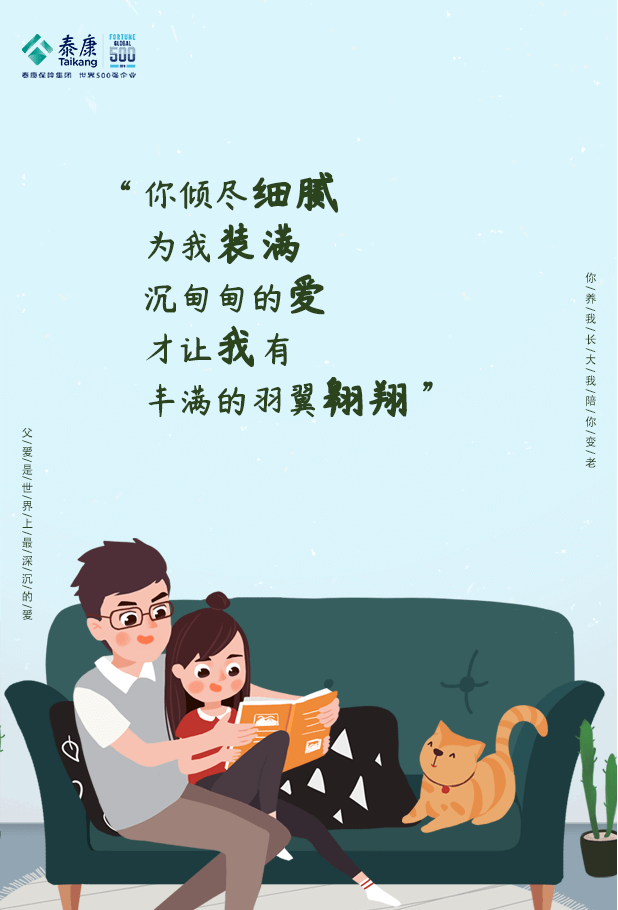 泰康
Taikang
FORTUNE
GLOBAL
500
泰康保险集团 世界500强企业
“你倾尽细腻
为我装满
沉甸甸的爱
才让我有
丰满的羽翼翱翔”
你/养/我/长/大/我/陪/你/变/老
父/爱/是/世/界/上/最/深/沉/的/爱